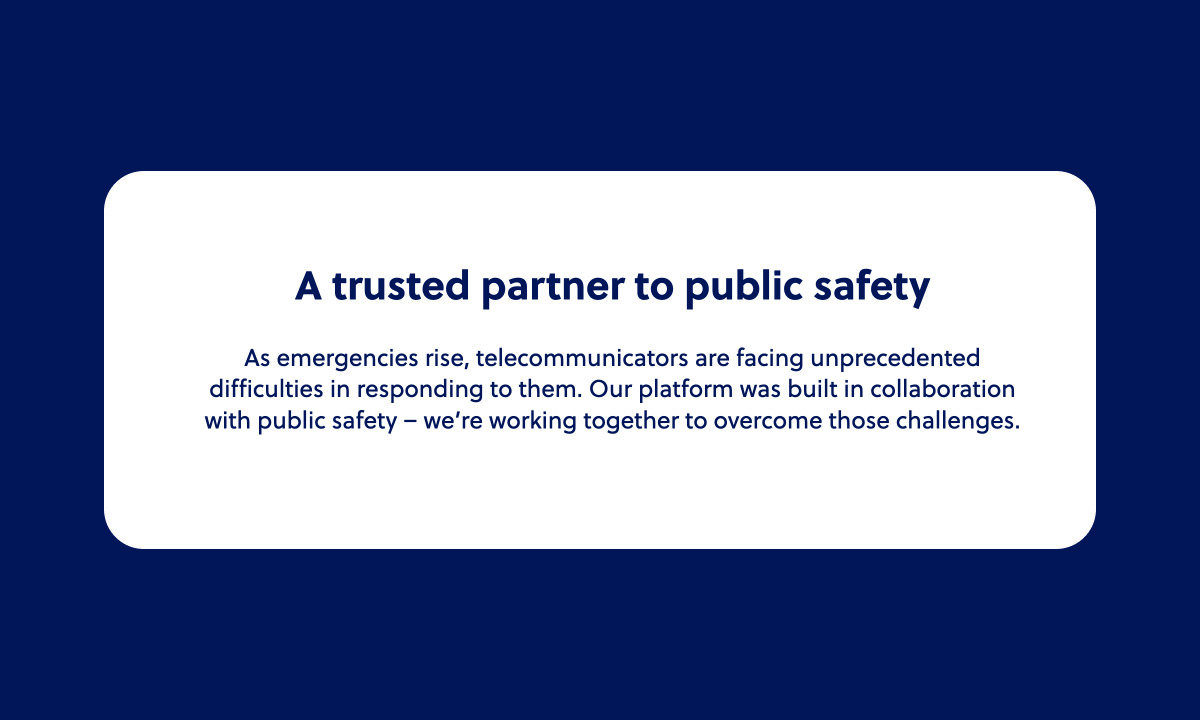 A trusted partner to public safety
As emergencies rise, telecommunicators are facing unprecedented
difficulties in responding to them. Our platform was built in collaboration
with public safety – we’re working together to overcome those challenges.